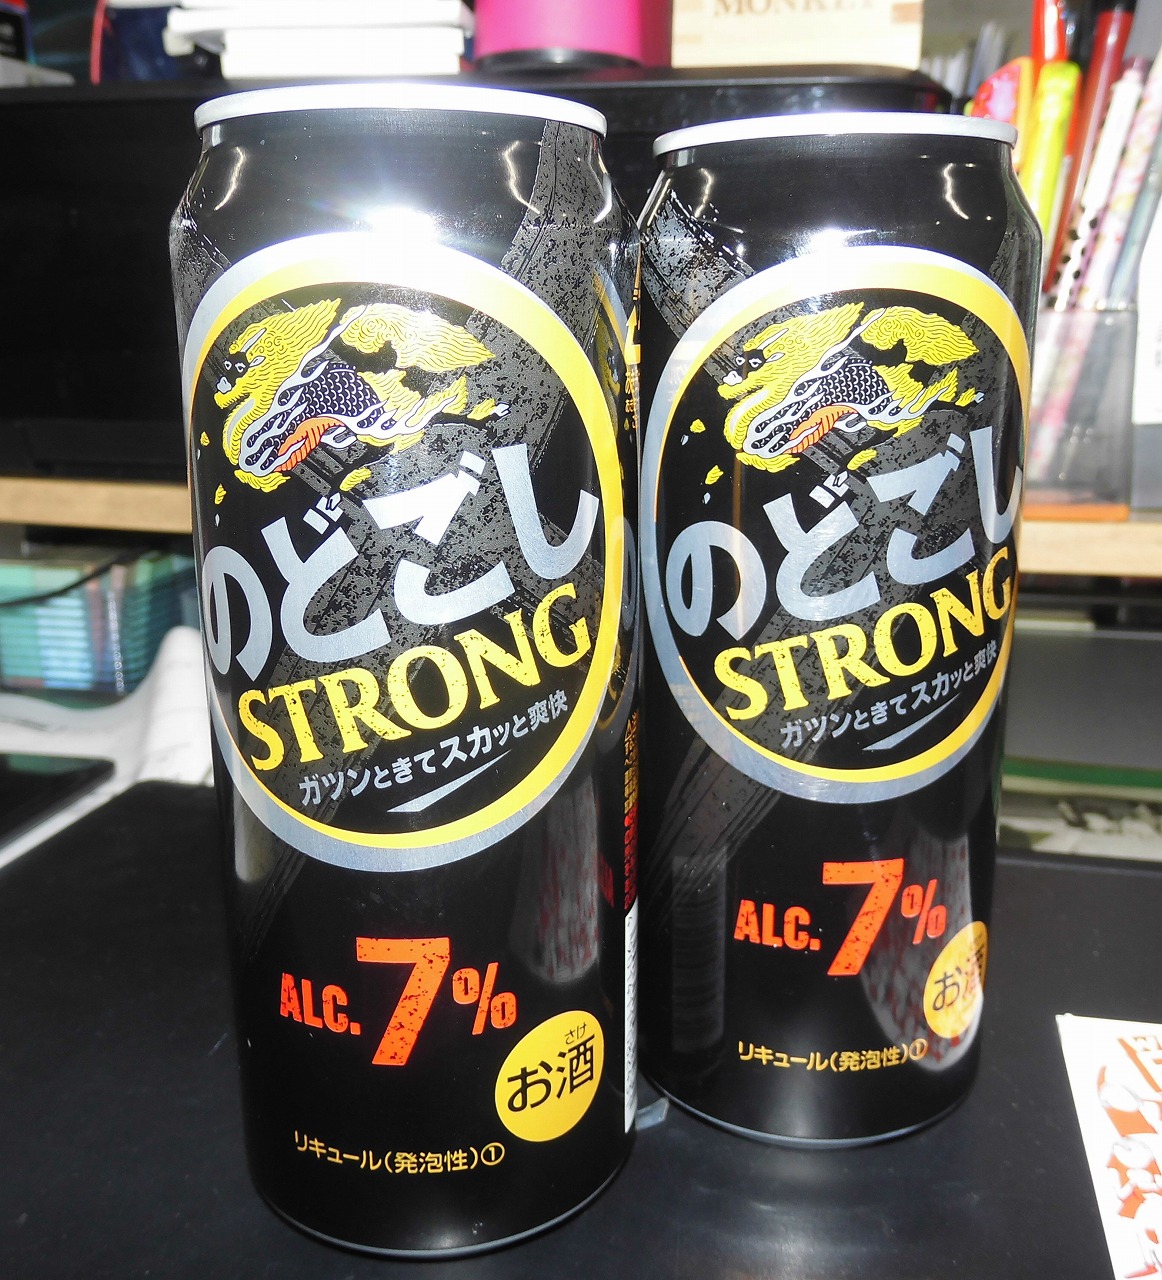 MONKEY
のどごし
STRONG
ガツンときてスカッと爽快
ALC.7%
さけ
お酒
リキュール(発泡性)①
のどごし
STRONG
ガツンときてスカッと爽快
ALC.7%
お酒
リキュール(発泡性)①